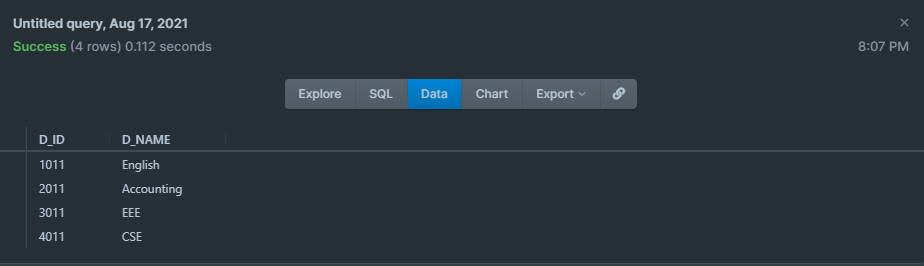 Untitled query, Aug 17, 2021 ×
Success (4 rows) 0.112 seconds 8:07 PM
Explore SQL Data Chart Export
D_ID D_NAME
1011 English
2011 Accounting
3011 EEE
4011 CSE